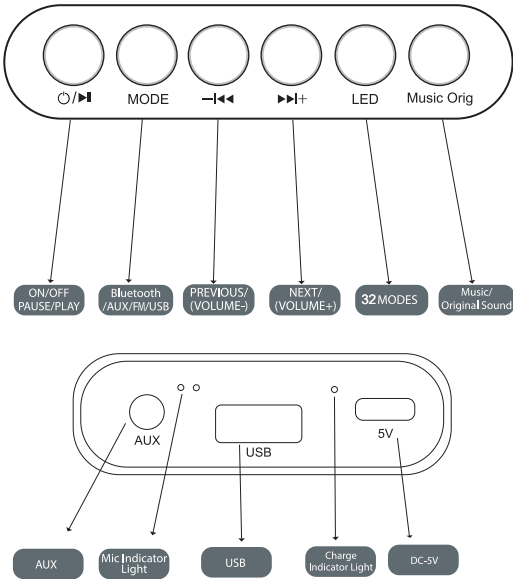 ⏻/▶‖ MODE —|◀◀ ▶▶|+ LED Music Orig
ON/OFF
PAUSE/PLAY
Bluetooth
/AUX/FM/USB
PREVIOUS/
(VOLUME-)
NEXT/
(VOLUME+)
32 MODES
Music/
Original Sound
AUX
USB
5V
AUX
Mic Indicator
Light
USB
Charge
Indicator Light
DC-5V